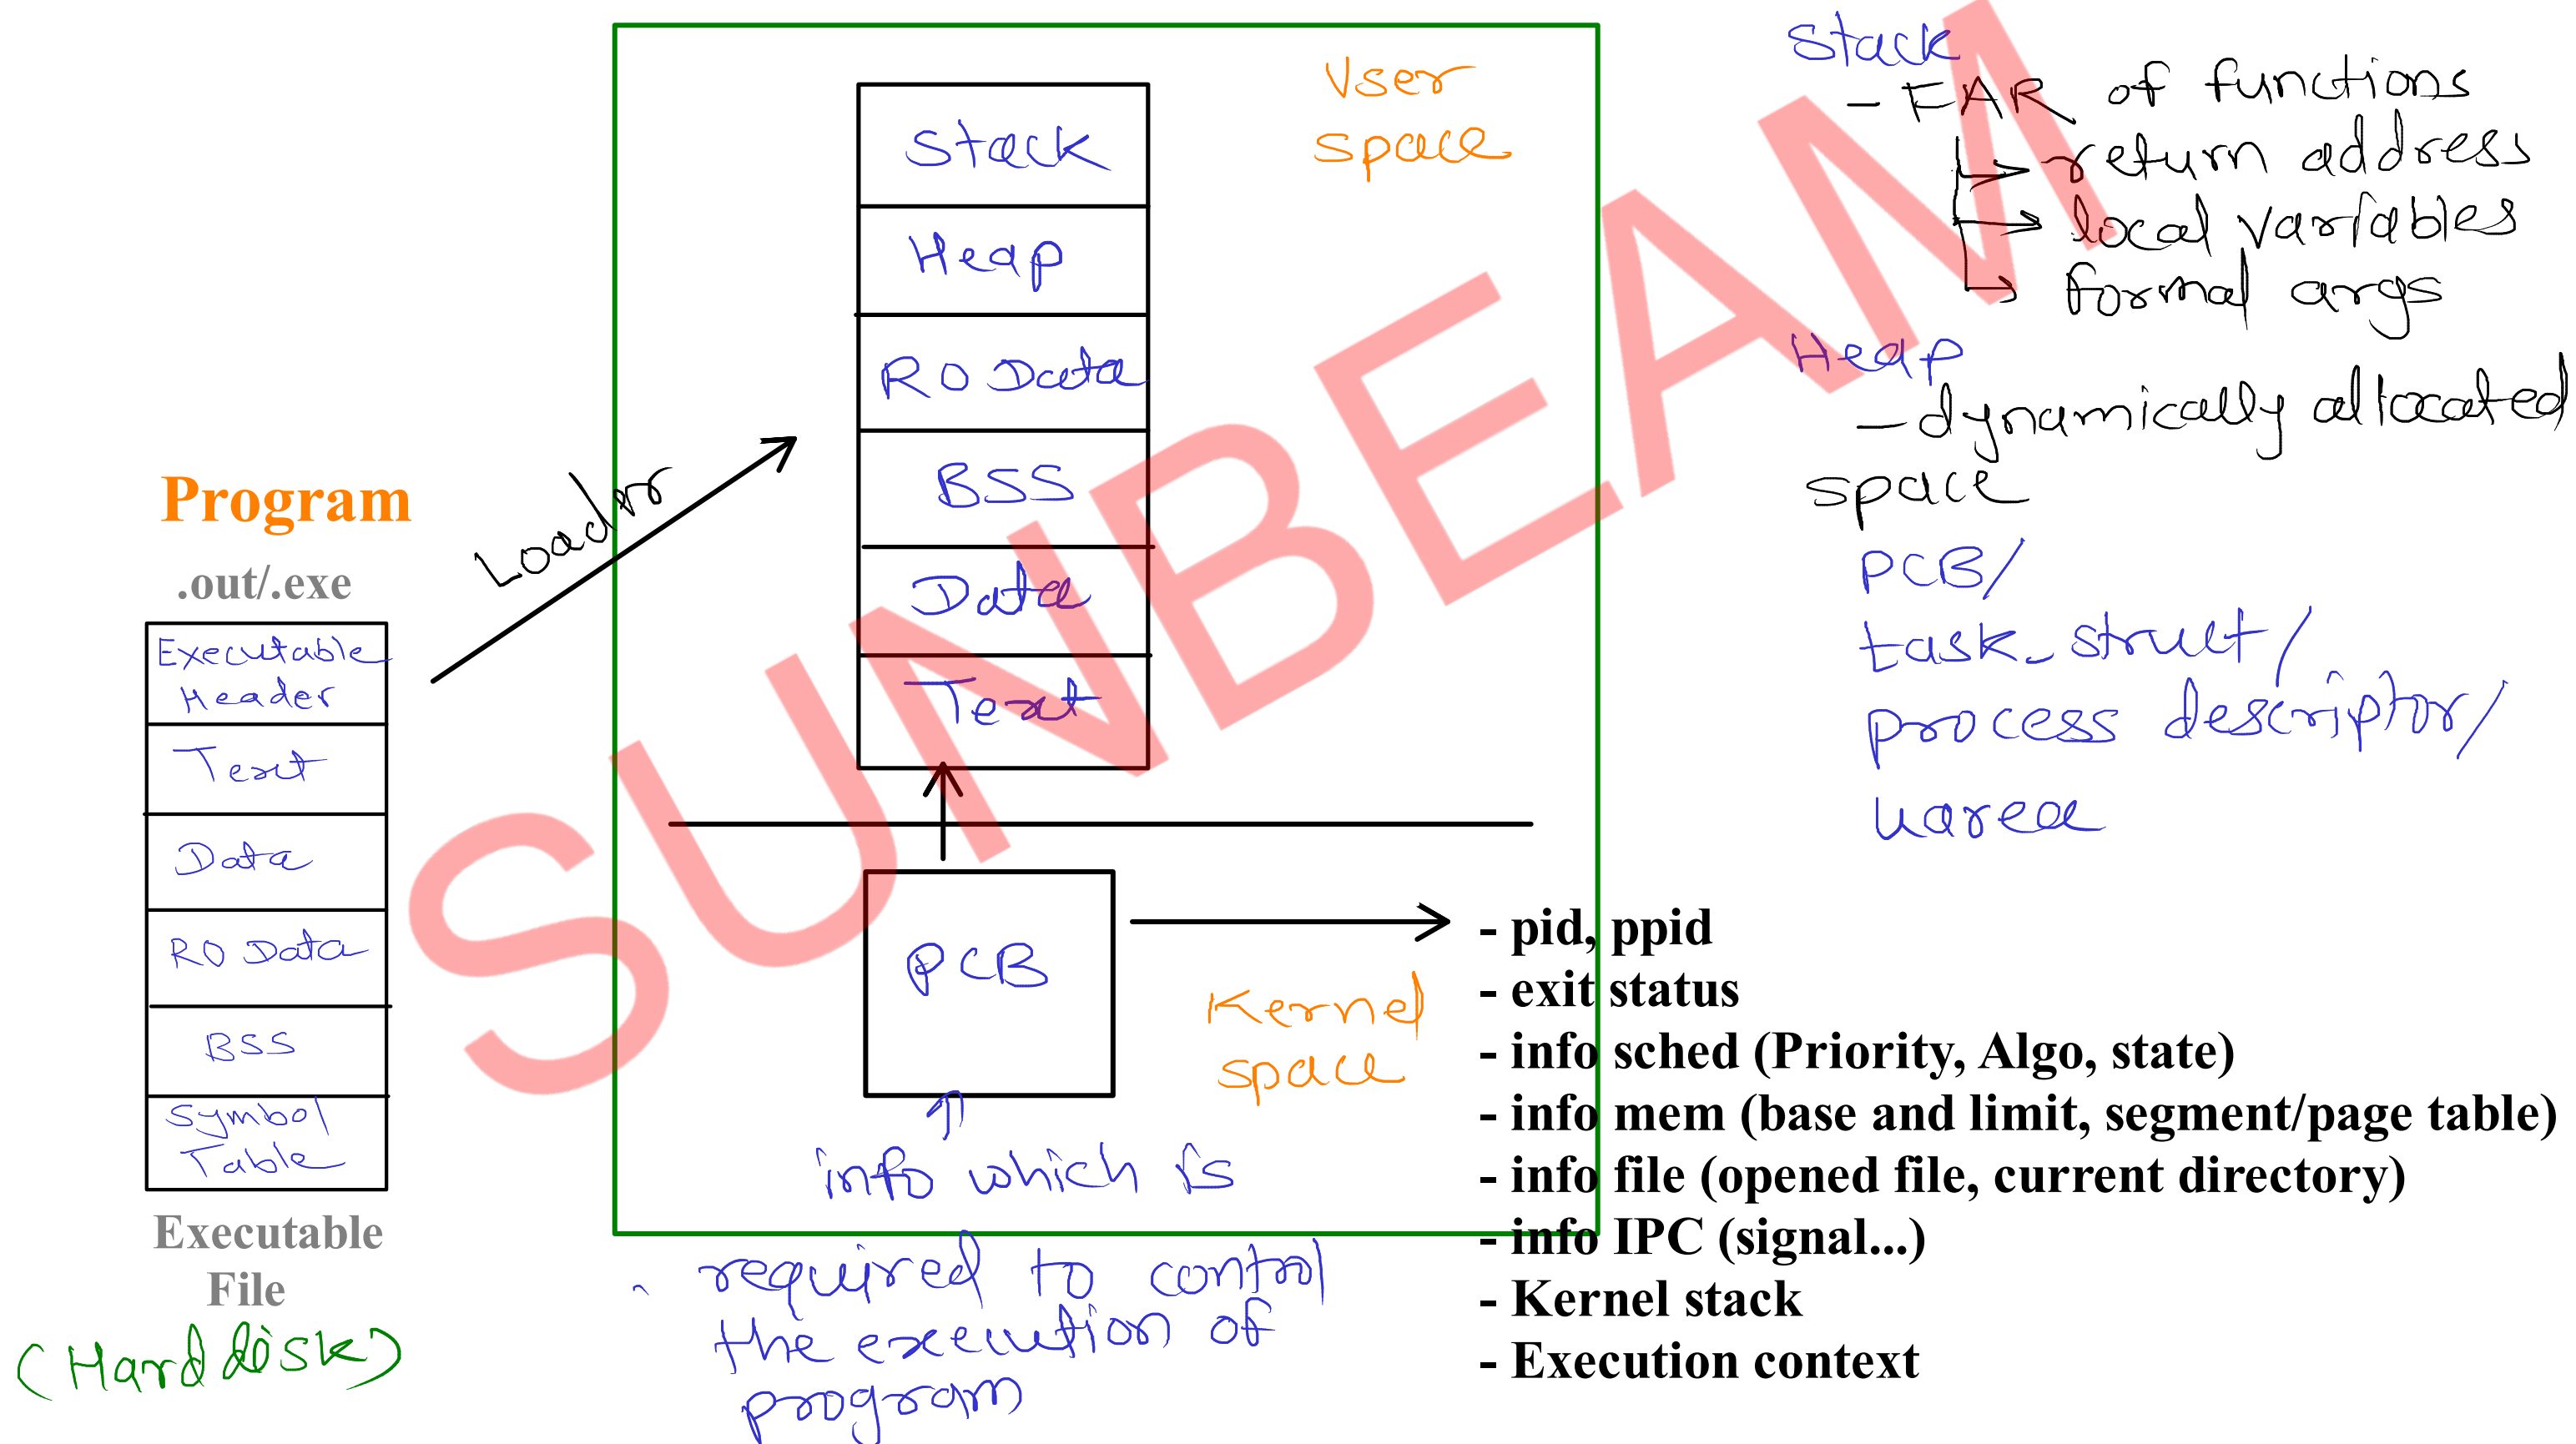 Program
.out/.exe
Executable
Header
Text
Data
RO Data
BSS
Symbol
Table
Executable
File
(Harddisk)
Loader
User
space
Stack
Heap
RO Data
BSS
Data
Text
PCB
Kernel
space
info which is
required to control
the execution of
program
Stack
- FAR of functions
return address
local variables
formal args
Heap
- dynamically allocated
space
PCB/
task_struct/
process descriptor/
uarea
- pid, ppid
- exit status
- info sched (Priority, Algo, state)
- info mem (base and limit, segment/page table)
- info file (opened file, current directory)
- info IPC (signal...)
- Kernel stack
- Execution context
SUNBEAM